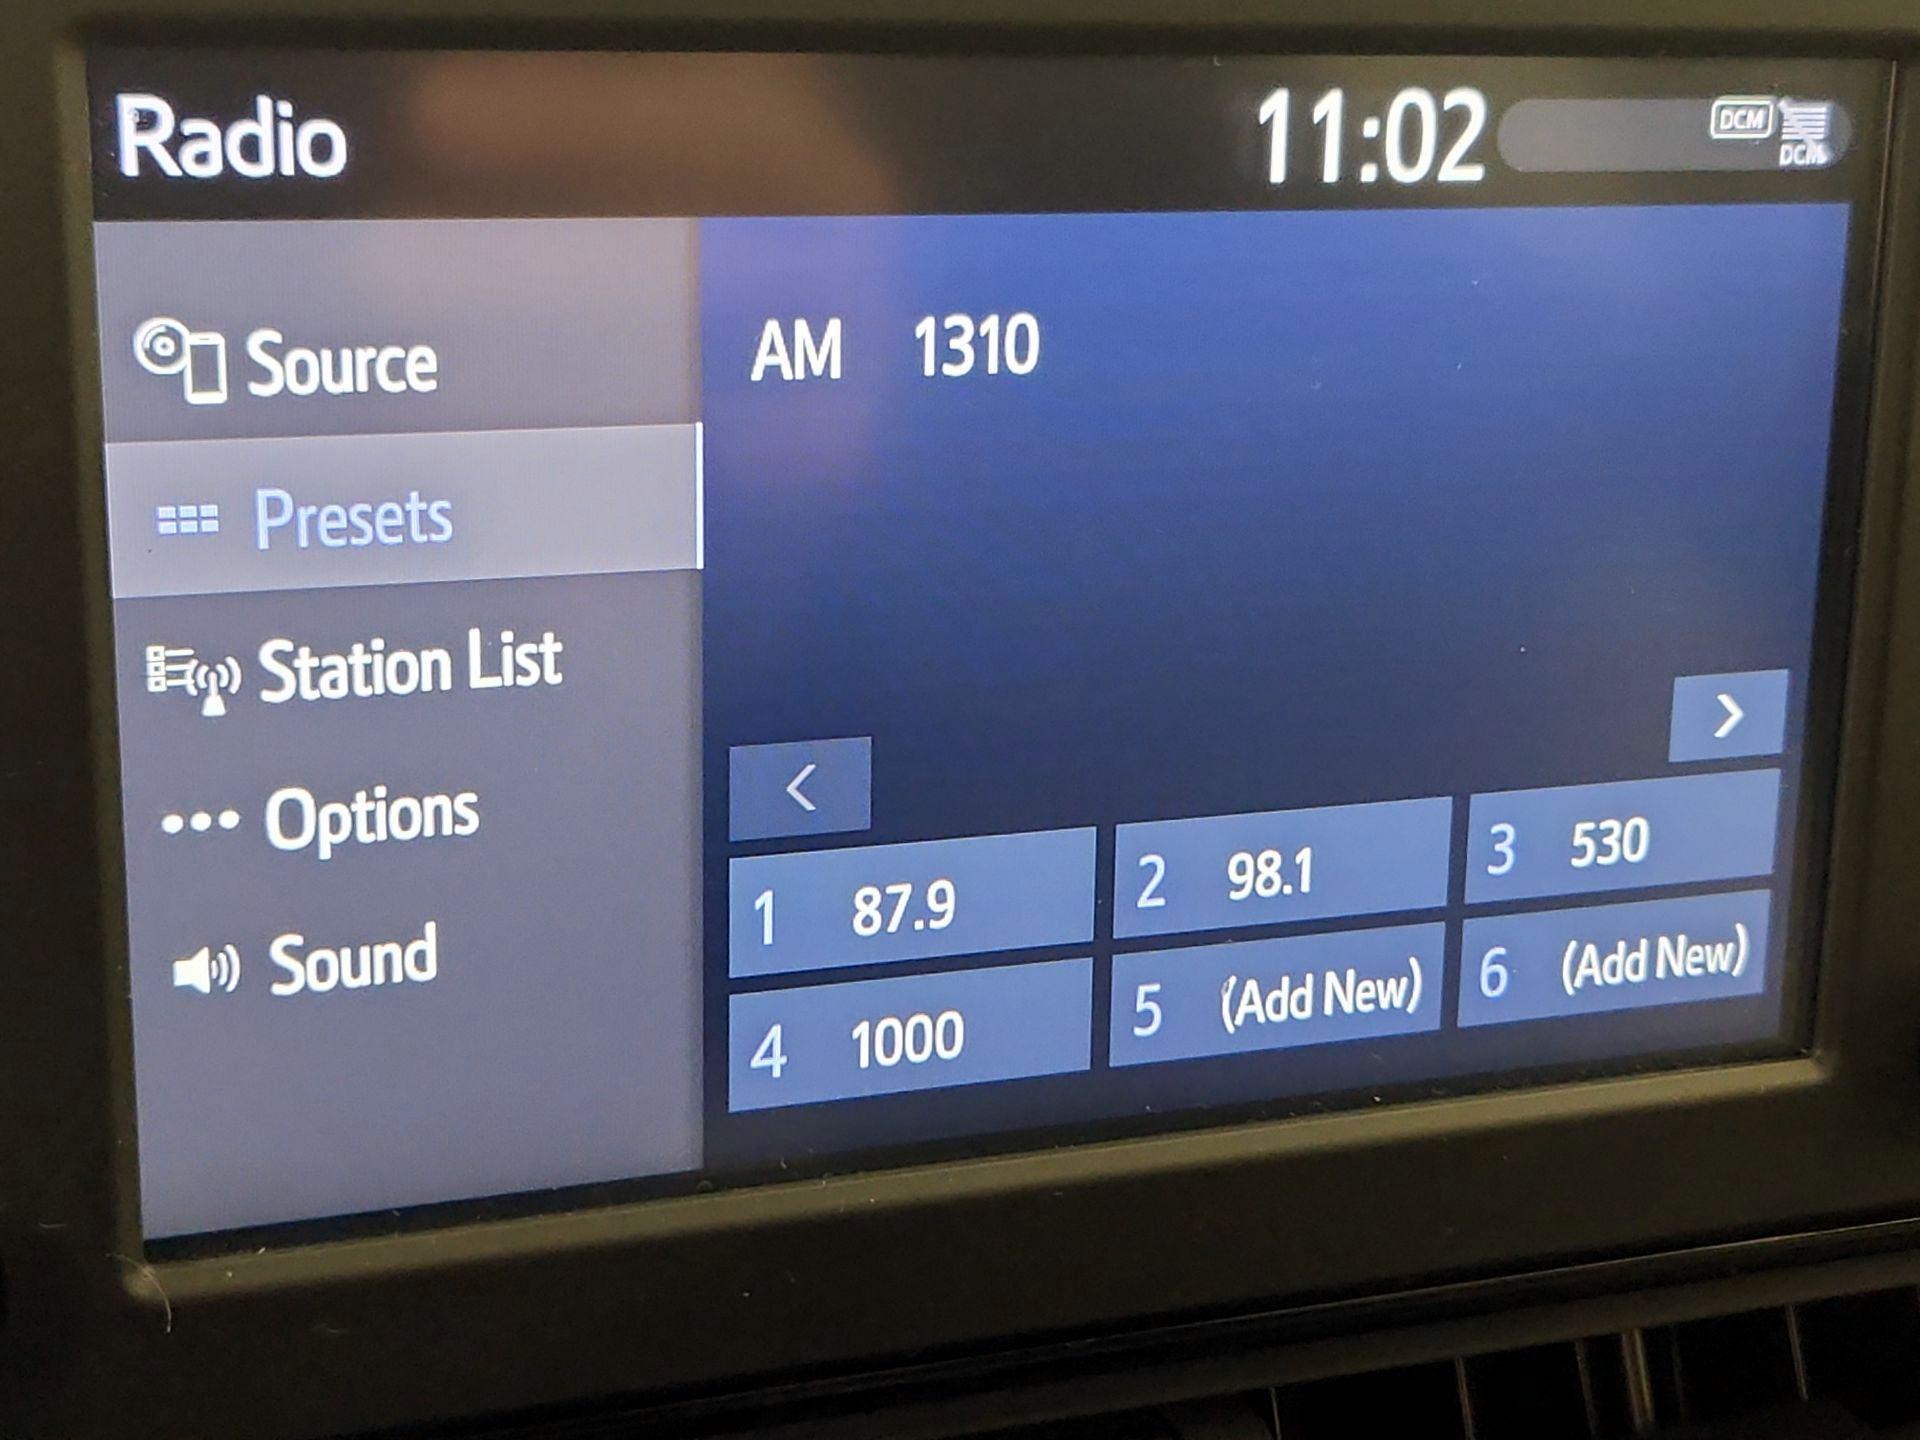 Radio
11:02
DCM
DCM
Source
Presets
Station List
Options
Sound
AM 1310
<
>
1 87.9
2 98.1
3 530
4 1000
5 (Add New)
6 (Add New)